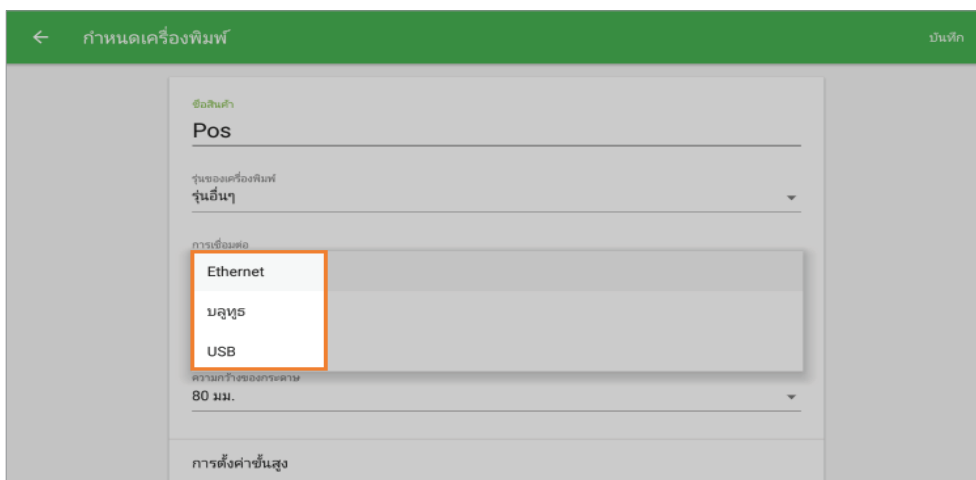 กำหนดเครื่องพิมพ์
บันทึก
ชื่อสินค้า
Pos
รุ่นของเครื่องพิมพ์
รุ่นอื่นๆ
การเชื่อมต่อ
Ethernet
บลูทูธ
USB
ความกว้างของกระดาษ
80 มม.
การตั้งค่าขั้นสูง